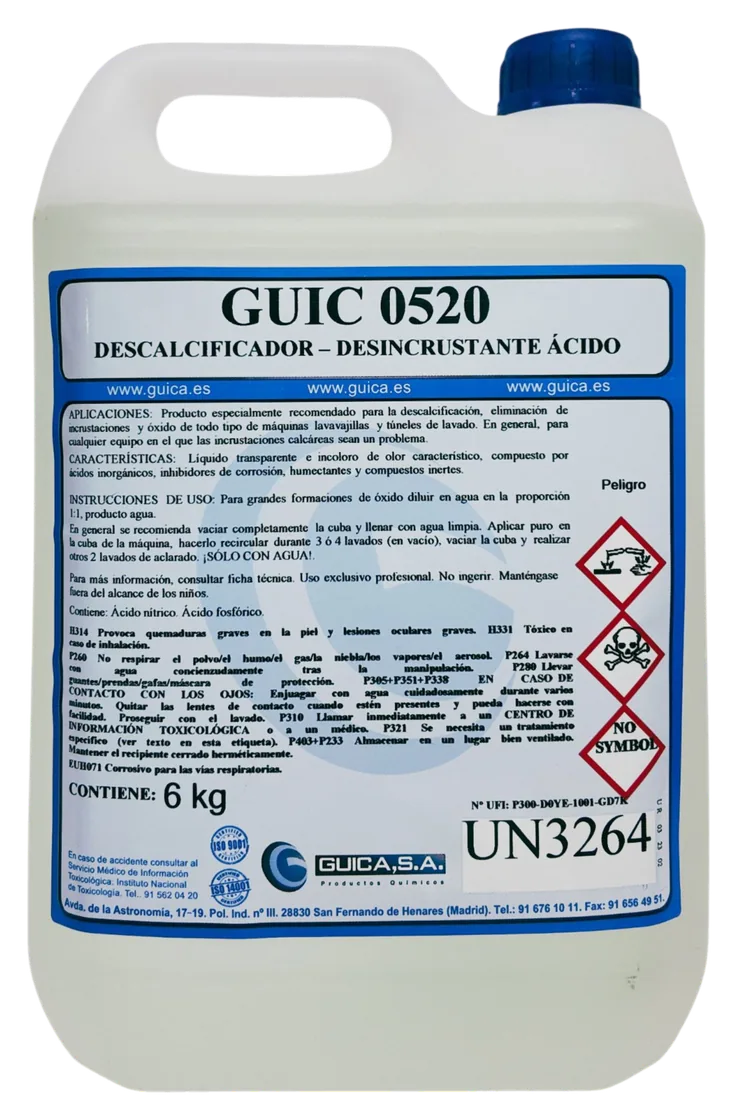 GUIC 0520
DESCALCIFICADOR – DESINCRUSTANTE ÁCIDO
www.guica.es www.guica.es www.guica.es
APLICACIONES: Producto especialmente recomendado para la descalcificación, eliminación de
incrustaciones y óxido de todo tipo de máquinas lavavajillas y túneles de lavado. En general, para
cualquier equipo en el que las incrustaciones calcáreas sean un problema.
CARACTERÍSTICAS: Líquido transparente e incoloro de olor característico, compuesto por
ácidos inorgánicos, inhibidores de corrosión, humectantes y compuestos inertes.
INSTRUCCIONES DE USO: Para grandes formaciones de óxido diluir en agua en la proporción
1:1, producto agua.
En general se recomienda vaciar completamente la cuba y llenar con agua limpia. Aplicar puro en
la cuba de la máquina, hacerlo recircular durante 3 ó 4 lavados (en vacío), vaciar la cuba y realizar
otros 2 lavados de aclarado. ¡SÓLO CON AGUA!.
Para más información, consultar ficha técnica. Uso exclusivo profesional. No ingerir. Manténgase
fuera del alcance de los niños.
Contiene: Ácido nítrico. Ácido fosfórico.
H314 Provoca quemaduras graves en la piel y lesiones oculares graves. H331 Tóxico en
caso de inhalación.
P260 No respirar el polvo/el humo/el gas/la niebla/los vapores/el aerosol. P264 Lavarse
con agua concienzudamente tras la manipulación. P280 Llevar
guantes/prendas/gafas/máscara de protección. P305+P351+P338 EN CASO DE
CONTACTO CON LOS OJOS: Enjuagar con agua cuidadosamente durante varios
minutos. Quitar las lentes de contacto cuando estén presentes y pueda hacerse con
facilidad. Proseguir con el lavado. P310 Llamar inmediatamente a un CENTRO DE
INFORMACIÓN TOXICOLÓGICA o a un médico. P321 Se necesita un tratamiento
específico (ver texto en esta etiqueta). P403+P233 Almacenar en un lugar bien ventilado.
Mantener el recipiente cerrado herméticamente.
EUH071 Corrosivo para las vías respiratorias.
Peligro
NO
SYMBOL
CONTIENE: 6 kg
Nº UFI: P300-D0YE-1001-GD7K
UN3264
CERTIFIED
ISO 9001
CERTIFIED
CERTIFIED
ISO 14001
CERTIFIED
GUICA,S.A.
Productos Químicos
En caso de accidente consultar al
Servicio Médico de Información
Toxicológica. Instituto Nacional
de Toxicología. Tel.. 91 562 04 20
Avda. de la Astronomía, 17-19. Pol. Ind. nº III. 28830 San Fernando de Henares (Madrid). Tel.: 91 676 10 11. Fax: 91 656 49 51.